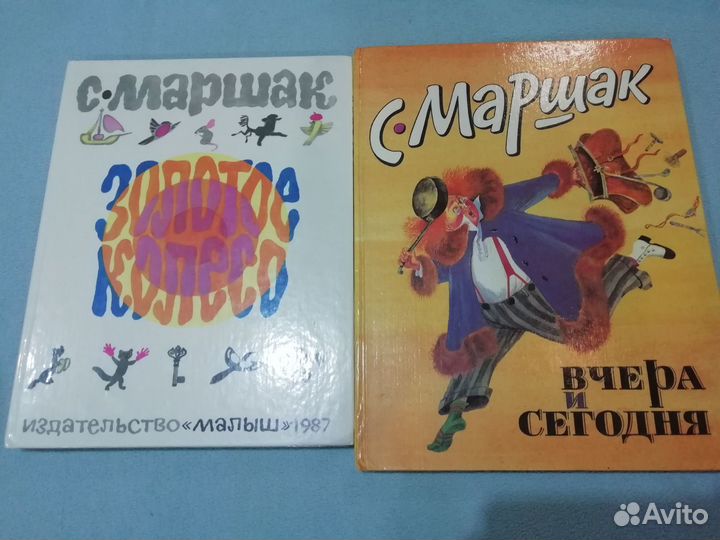 С·МАРШАК
ЗОЛОТОЕ
КОЛЕСО
ИЗДАТЕЛЬСТВО «МАЛЫШ» 1987
С·МАРШАК
ВЧЕРА
И
СЕГОДНЯ
Avito